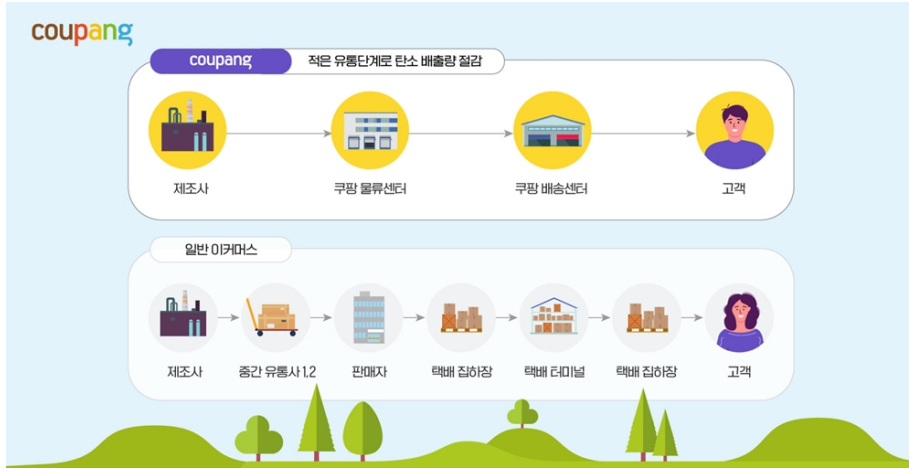 coupang
coupang 적은 유통단계로 탄소 배출량 절감
제조사 쿠팡 물류센터 쿠팡 배송센터 고객
일반 이커머스
제조사 중간 유통사 1,2 판매자 택배 집하장 택배 터미널 택배 집하장 고객